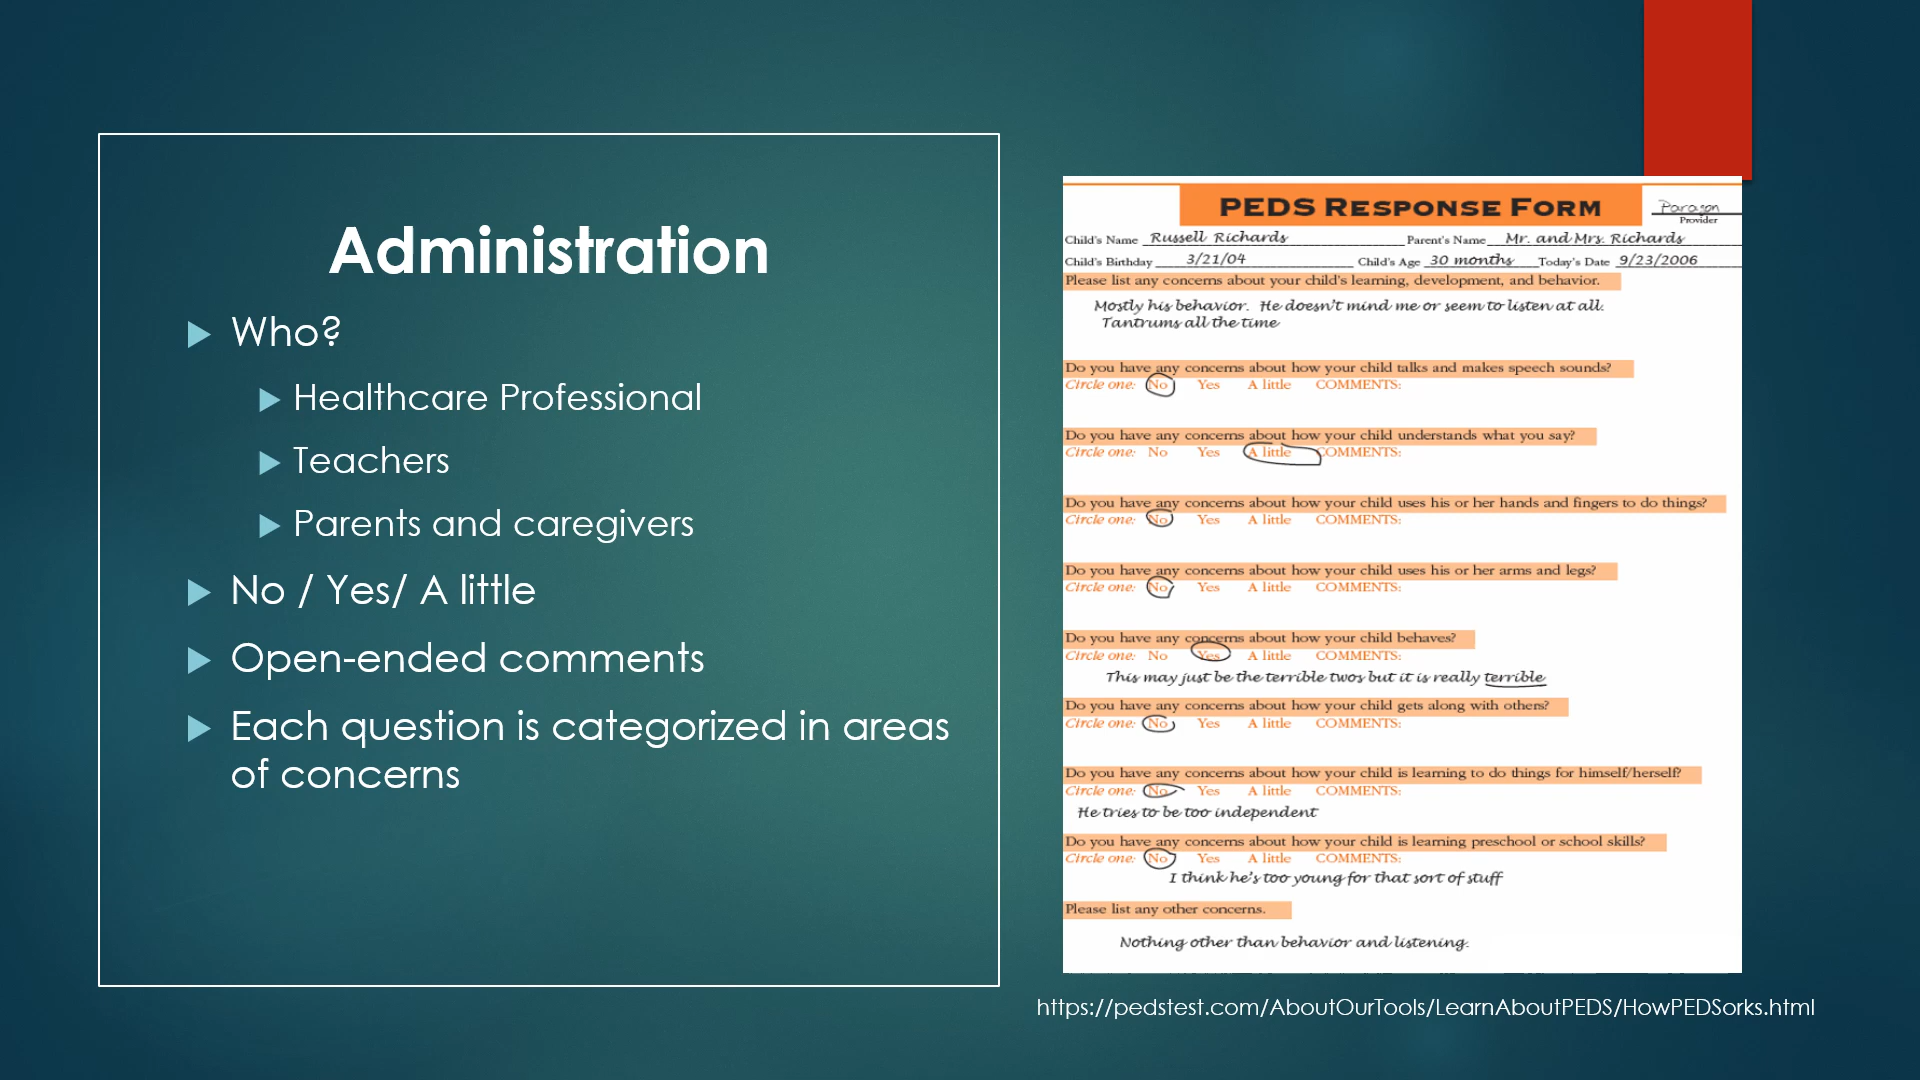 Administration
Who?
Healthcare Professional
Teachers
Parents and caregivers
No / Yes/ A little
Open-ended comments
Each question is categorized in areas
of concerns
PEDS RESPONSE FORM
Paragon
Provider
Child's Name Russell Richards Parent's Name Mr. and Mrs. Richards
Child's Birthday 3/21/04 Child's Age 30 months Today's Date 9/23/2006
Please list any concerns about your child's learning, development, and behavior.
Mostly his behavior. He doesn't mind me or seem to listen at all.
Tantrums all the time
Do you have any concerns about how your child talks and makes speech sounds?
Circle one: No Yes A little COMMENTS:
Do you have any concerns about how your child understands what you say?
Circle one: No Yes A little COMMENTS:
Do you have any concerns about how your child uses his or her hands and fingers to do things?
Circle one: No Yes A little COMMENTS:
Do you have any concerns about how your child uses his or her arms and legs?
Circle one: No Yes A little COMMENTS:
Do you have any concerns about how your child behaves?
Circle one: No Yes A little COMMENTS:
This may just be the terrible twos but it is really terrible
Do you have any concerns about how your child gets along with others?
Circle one: No Yes A little COMMENTS:
Do you have any concerns about how your child is learning to do things for himself/herself?
Circle one: No Yes A little COMMENTS:
He tries to be too independent
Do you have any concerns about how your child is learning preschool or school skills?
Circle one: No Yes A little COMMENTS:
I think he's too young for that sort of stuff
Please list any other concerns.
Nothing other than behavior and listening.
https://pedstest.com/AboutOurTools/LearnAboutPEDS/HowPEDSorks.html